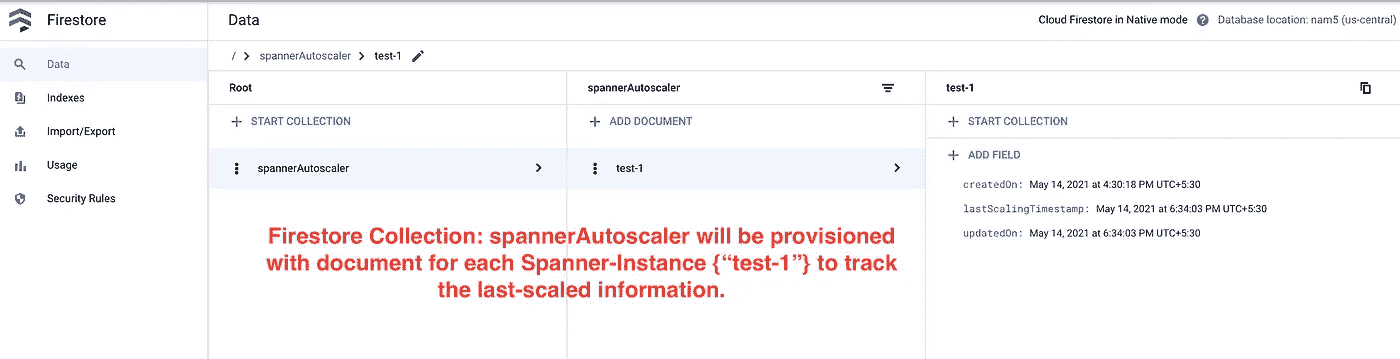 Firestore
Data
Cloud Firestore in Native mode
Database location: nam5 (us-central)
Data
Indexes
Import/Export
Usage
Security Rules
/ > spannerAutoscaler > test-1
Root
START COLLECTION
spannerAutoscaler
spannerAutoscaler
ADD DOCUMENT
test-1
test-1
START COLLECTION
ADD FIELD
createdOn: May 14, 2021 at 4:30:18 PM UTC+5:30
lastScalingTimestamp: May 14, 2021 at 6:34:03 PM UTC+5:30
updatedOn: May 14, 2021 at 6:34:03 PM UTC+5:30
Firestore Collection: spannerAutoscaler will be provisioned
with document for each Spanner-Instance {“test-1”} to track
the last-scaled information.